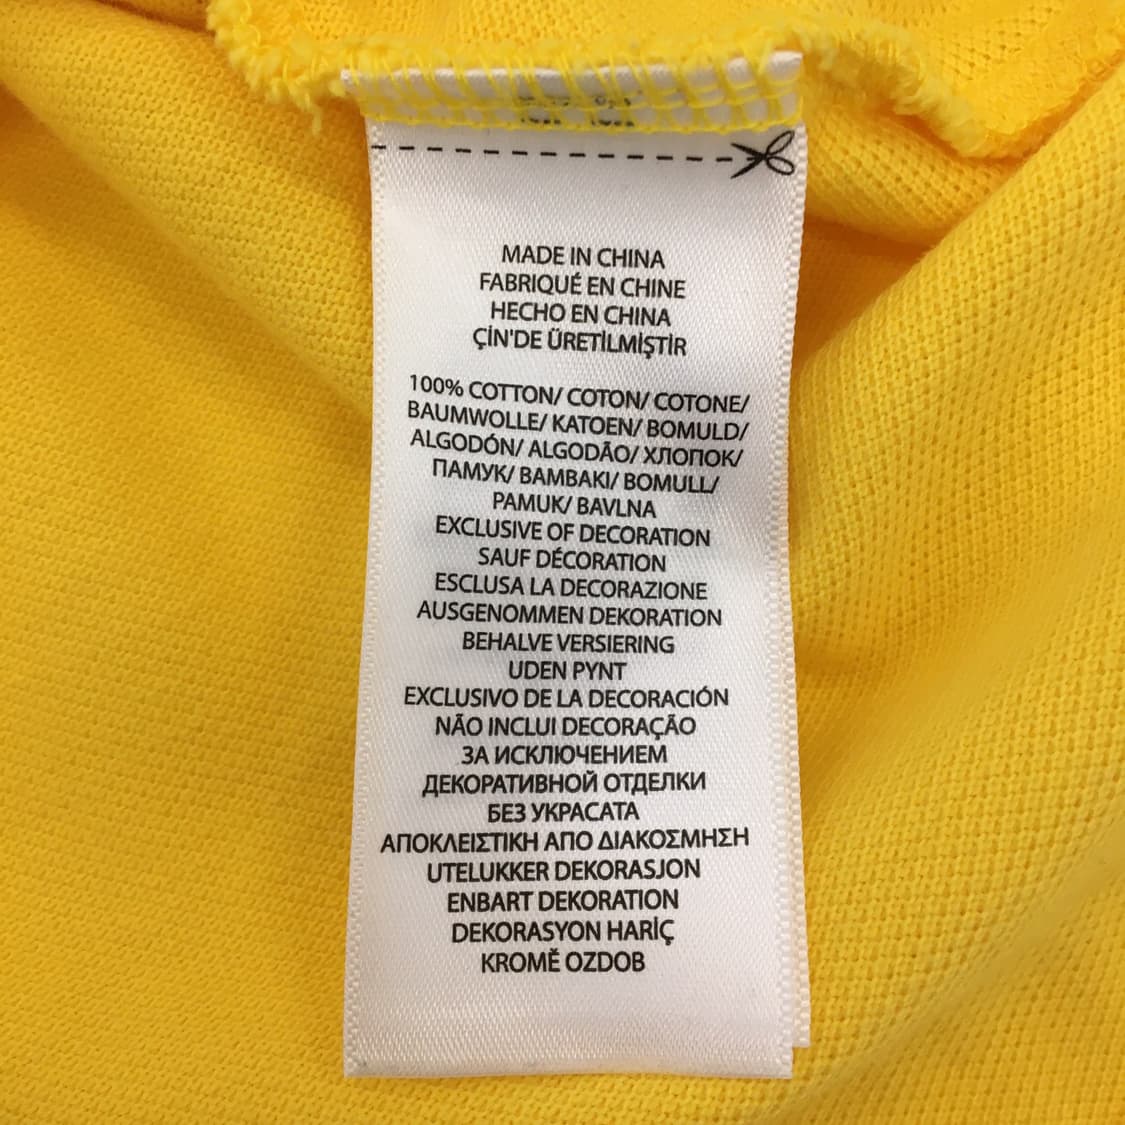 MADE IN CHINA
FABRIQUÉ EN CHINE
HECHO EN CHINA
ÇİN'DE ÜRETİLMİŞTİR
100% COTTON/ COTON/ COTONE/
BAUMWOLLE/ KATOEN/ BOMULD/
ALGODÓN/ ALGODÃO/ ХЛОПОК/
ПАМУК/ BAMBAKI/ BOMULL/
PAMUK/ BAVLNA
EXCLUSIVE OF DECORATION
SAUF DÉCORATION
ESCLUSA LA DECORAZIONE
AUSGENOMMEN DEKORATION
BEHALVE VERSIERING
UDEN PYNT
EXCLUSIVO DE LA DECORACIÓN
NÃO INCLUI DECORAÇÃO
ЗА ИСКЛЮЧЕНИЕМ
ДЕКОРАТИВНОЙ ОТДЕЛКИ
БЕЗ УКРАСАТА
ΑΠΟΚΛΕΙΣΤΙΚΗ ΑΠΟ ΔΙΑΚΟΣΜΗΣΗ
UTELUKKER DEKORASJON
ENBART DEKORATION
DEKORASYON HARİÇ
KROMĚ OZDOB